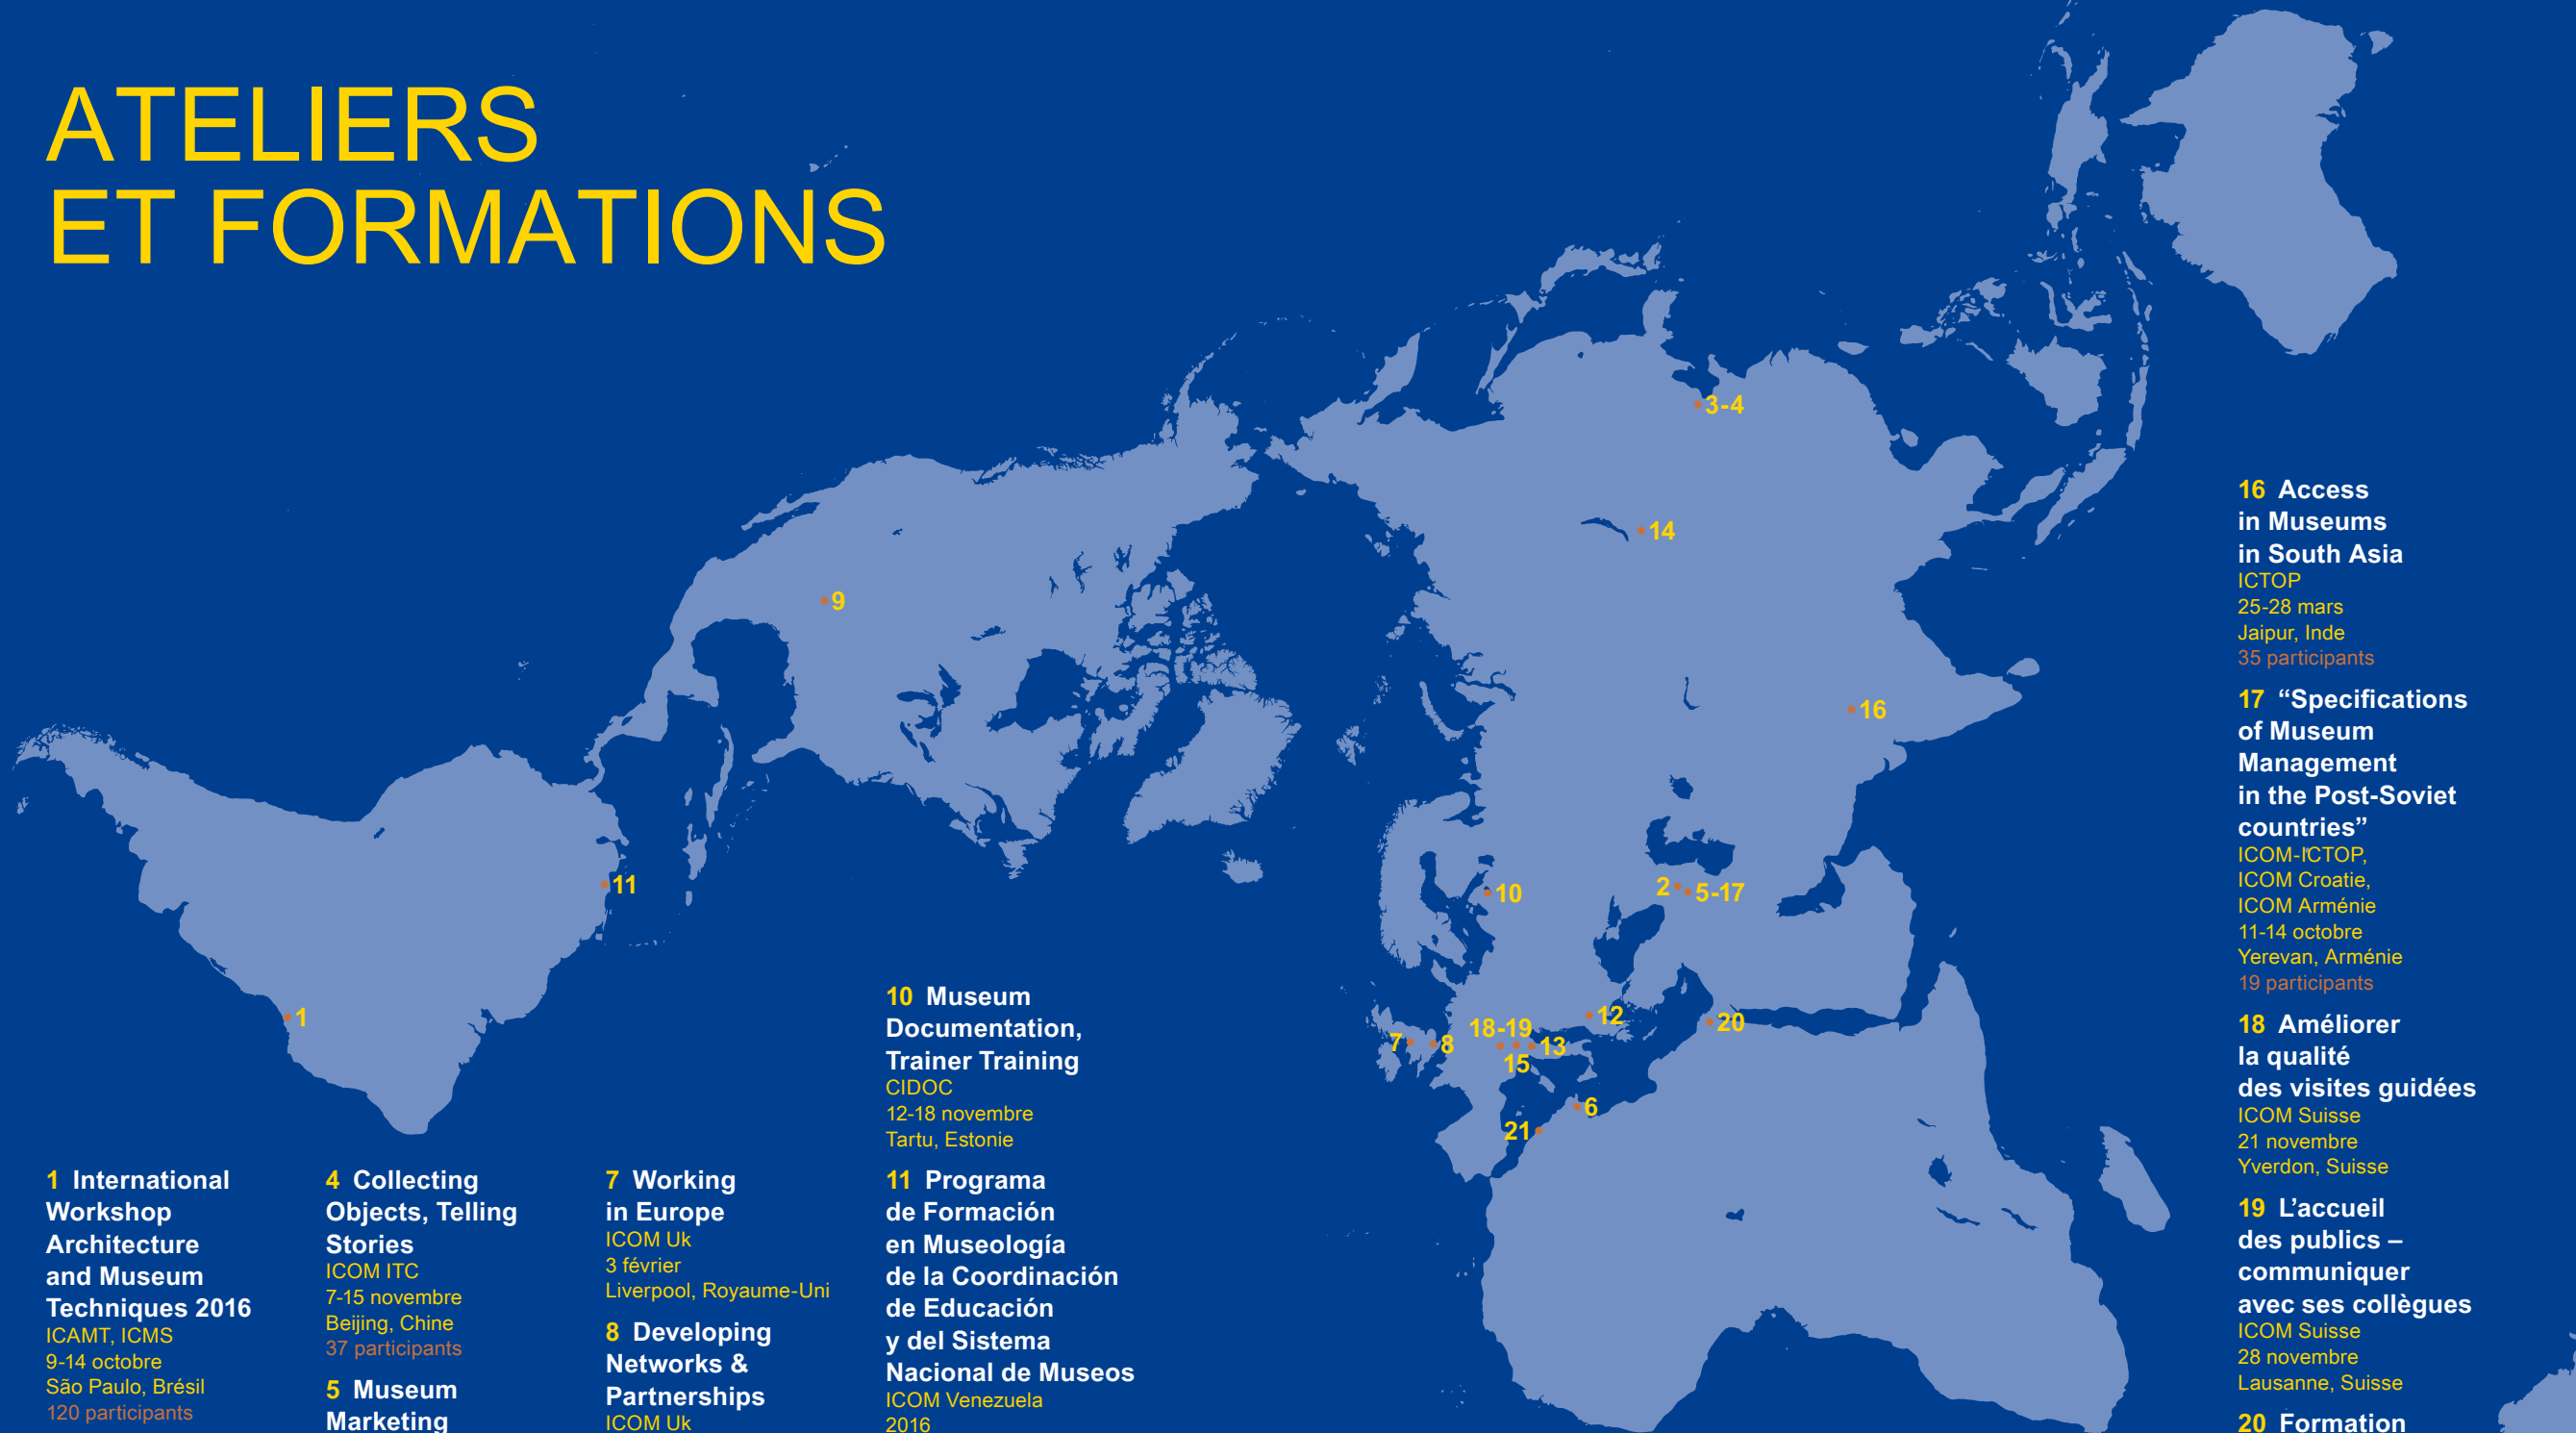 ATELIERS
ET FORMATIONS
3-4
14
9
16
11
10
2
5-17
1
12
20
18-19
7
8
13
15
6
21
1 International
Workshop
Architecture
and Museum
Techniques 2016
ICAMT, ICMS
9-14 octobre
São Paulo, Brésil
120 participants
4 Collecting
Objects, Telling
Stories
ICOM ITC
7-15 novembre
Beijing, Chine
37 participants
5 Museum
Marketing
7 Working
in Europe
ICOM Uk
3 février
Liverpool, Royaume-Uni
8 Developing
Networks &
Partnerships
ICOM Uk
10 Museum
Documentation,
Trainer Training
CIDOC
12-18 novembre
Tartu, Estonie
11 Programa
de Formación
en Museología
de la Coordinación
de Educación
y del Sistema
Nacional de Museos
ICOM Venezuela
2016
16 Access
in Museums
in South Asia
ICTOP
25-28 mars
Jaipur, Inde
35 participants
17 “Specifications
of Museum
Management
in the Post-Soviet
countries”
ICOM-ICTOP,
ICOM Croatie,
ICOM Arménie
11-14 octobre
Yerevan, Arménie
19 participants
18 Améliorer
la qualité
des visites guidées
ICOM Suisse
21 novembre
Yverdon, Suisse
19 L’accueil
des publics –
communiquer
avec ses collègues
ICOM Suisse
28 novembre
Lausanne, Suisse
20 Formation